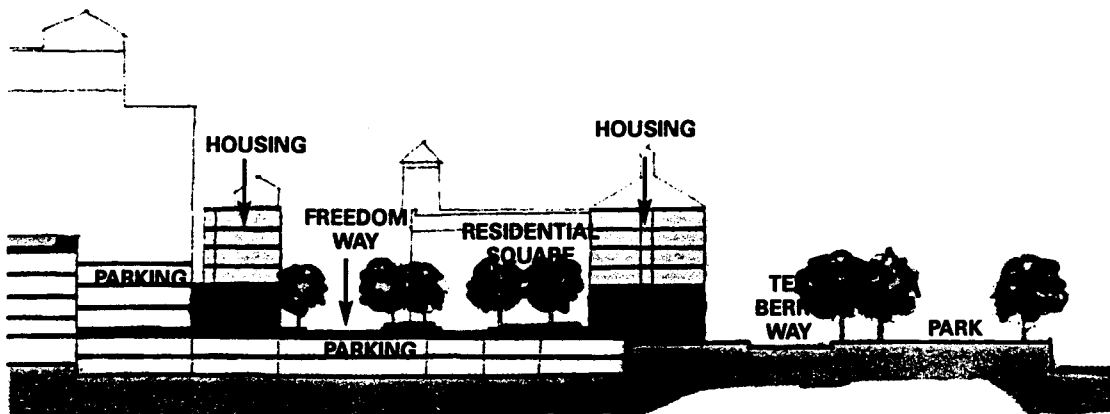 HOUSING
HOUSING
FREEDOM
WAY
RESIDENTIAL
SQUARE
PARKING
WAY
PARK
PARKING